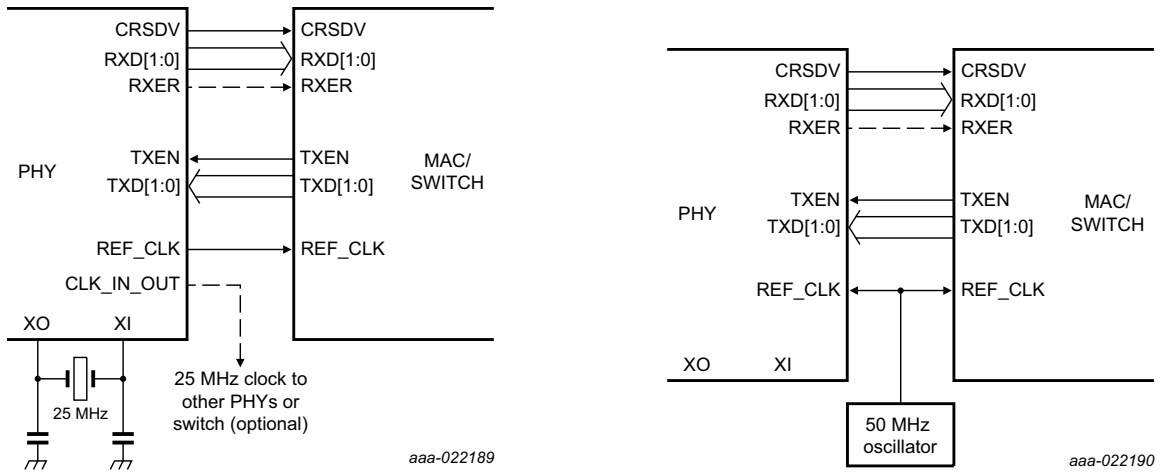 CRSDV CRSDV
RXD[1:0] RXD[1:0]
RXER RXER
PHY
TXEN TXEN
TXD[1:0] TXD[1:0]
MAC/
SWITCH
REF_CLK REF_CLK
CLK_IN_OUT
XO XI
25 MHz
25 MHz clock to
other PHYs or
switch (optional)
aaa-022189
CRSDV CRSDV
RXD[1:0] RXD[1:0]
RXER RXER
PHY
TXEN TXEN
TXD[1:0] TXD[1:0]
MAC/
SWITCH
REF_CLK REF_CLK
XO XI
50 MHz
oscillator
aaa-022190